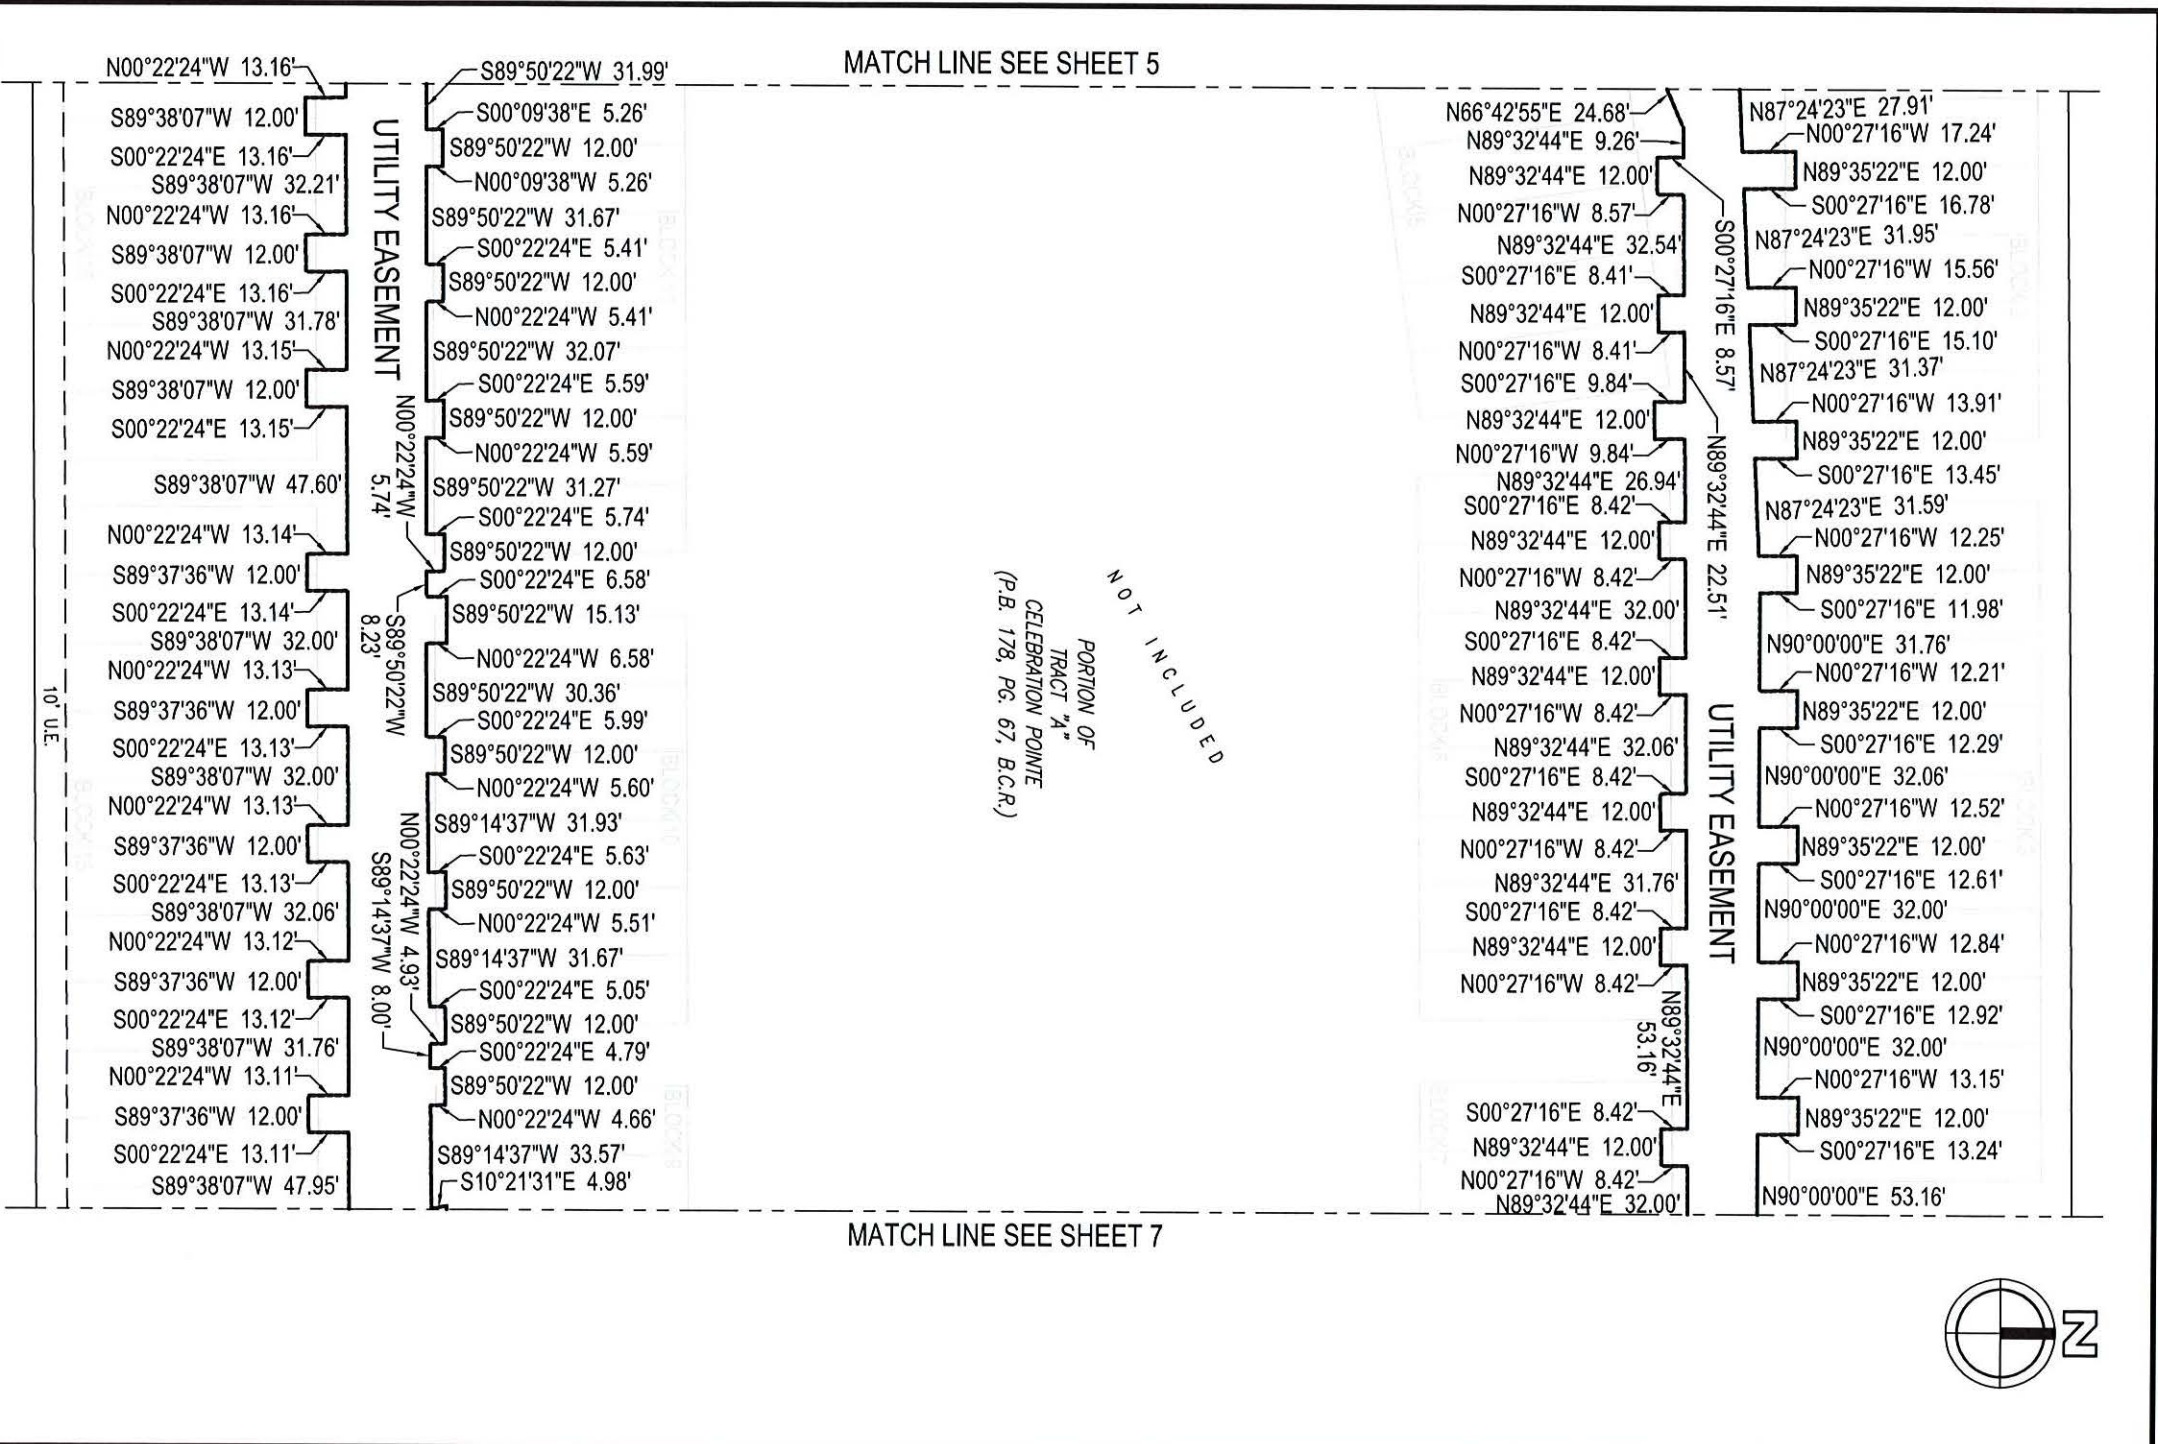 MATCH LINE SEE SHEET 5
N00°22'24"W 13.16'
S89°38'07"W 12.00'
S00°22'24"E 13.16'
S89°38'07"W 32.21'
N00°22'24"W 13.16'
S89°38'07"W 12.00'
S00°22'24"E 13.16'
S89°38'07"W 31.78'
N00°22'24"W 13.15'
S89°38'07"W 12.00'
S00°22'24"E 13.15'
S89°38'07"W 47.60'
N00°22'24"W 13.14'
S89°37'36"W 12.00'
S00°22'24"E 13.14'
S89°38'07"W 32.00'
N00°22'24"W 13.13'
S89°37'36"W 12.00'
S00°22'24"E 13.13'
S89°38'07"W 32.00'
N00°22'24"W 13.13'
S89°37'36"W 12.00'
S00°22'24"E 13.13'
S89°38'07"W 32.06'
N00°22'24"W 13.12'
S89°37'36"W 12.00'
S00°22'24"E 13.12'
S89°38'07"W 31.76'
N00°22'24"W 13.11'
S89°37'36"W 12.00'
S00°22'24"E 13.11'
S89°38'07"W 47.95'
10' U.E.
UTILITY EASEMENT
N00°22'24"W
5.74'
S89°50'22"W
8.23'
N00°22'24"W 4.93'
S89°14'37"W 8.00'
S89°50'22"W 31.99'
S00°09'38"E 5.26'
S89°50'22"W 12.00'
N00°09'38"W 5.26'
S89°50'22"W 31.67'
S00°22'24"E 5.41'
S89°50'22"W 12.00'
N00°22'24"W 5.41'
S89°50'22"W 32.07'
S00°22'24"E 5.59'
S89°50'22"W 12.00'
N00°22'24"W 5.59'
S89°50'22"W 31.27'
S00°22'24"E 5.74'
S89°50'22"W 12.00'
S00°22'24"E 6.58'
S89°50'22"W 15.13'
N00°22'24"W 6.58'
S89°50'22"W 30.36'
S00°22'24"E 5.99'
S89°50'22"W 12.00'
N00°22'24"W 5.60'
S89°14'37"W 31.93'
S00°22'24"E 5.63'
S89°50'22"W 12.00'
N00°22'24"W 5.51'
S89°14'37"W 31.67'
S00°22'24"E 5.05'
S89°50'22"W 12.00'
S00°22'24"E 4.79'
S89°50'22"W 12.00'
N00°22'24"W 4.66'
S89°14'37"W 33.57'
S10°21'31"E 4.98'
NOT INCLUDED
PORTION OF
TRACT "A"
CELEBRATION POINTE
(P.B. 178, PG. 67, B.C.R.)
N66°42'55"E 24.68'
N89°32'44"E 9.26'
N89°32'44"E 12.00'
N00°27'16"W 8.57'
N89°32'44"E 32.54'
S00°27'16"E 8.41'
N89°32'44"E 12.00'
N00°27'16"W 8.41'
S00°27'16"E 9.84'
N89°32'44"E 12.00'
N00°27'16"W 9.84'
N89°32'44"E 26.94'
S00°27'16"E 8.42'
N89°32'44"E 12.00'
N00°27'16"W 8.42'
N89°32'44"E 32.00'
S00°27'16"E 8.42'
N89°32'44"E 12.00'
N00°27'16"W 8.42'
N89°32'44"E 32.06'
S00°27'16"E 8.42'
N89°32'44"E 12.00'
N00°27'16"W 8.42'
N89°32'44"E 31.76'
S00°27'16"E 8.42'
N89°32'44"E 12.00'
N00°27'16"W 8.42'
N89°32'44"E
53.16'
S00°27'16"E 8.42'
N89°32'44"E 12.00'
N00°27'16"W 8.42'
N89°32'44"E 32.00'
S00°27'16"E 8.57'
N89°32'44"E 22.51'
UTILITY EASEMENT
N87°24'23"E 27.91'
N00°27'16"W 17.24'
N89°35'22"E 12.00'
S00°27'16"E 16.78'
N87°24'23"E 31.95'
N00°27'16"W 15.56'
N89°35'22"E 12.00'
S00°27'16"E 15.10'
N87°24'23"E 31.37'
N00°27'16"W 13.91'
N89°35'22"E 12.00'
S00°27'16"E 13.45'
N87°24'23"E 31.59'
N00°27'16"W 12.25'
N89°35'22"E 12.00'
S00°27'16"E 11.98'
N90°00'00"E 31.76'
N00°27'16"W 12.21'
N89°35'22"E 12.00'
S00°27'16"E 12.29'
N90°00'00"E 32.06'
N00°27'16"W 12.52'
N89°35'22"E 12.00'
S00°27'16"E 12.61'
N90°00'00"E 32.00'
N00°27'16"W 12.84'
N89°35'22"E 12.00'
S00°27'16"E 12.92'
N90°00'00"E 32.00'
N00°27'16"W 13.15'
N89°35'22"E 12.00'
S00°27'16"E 13.24'
N90°00'00"E 53.16'
MATCH LINE SEE SHEET 7
N